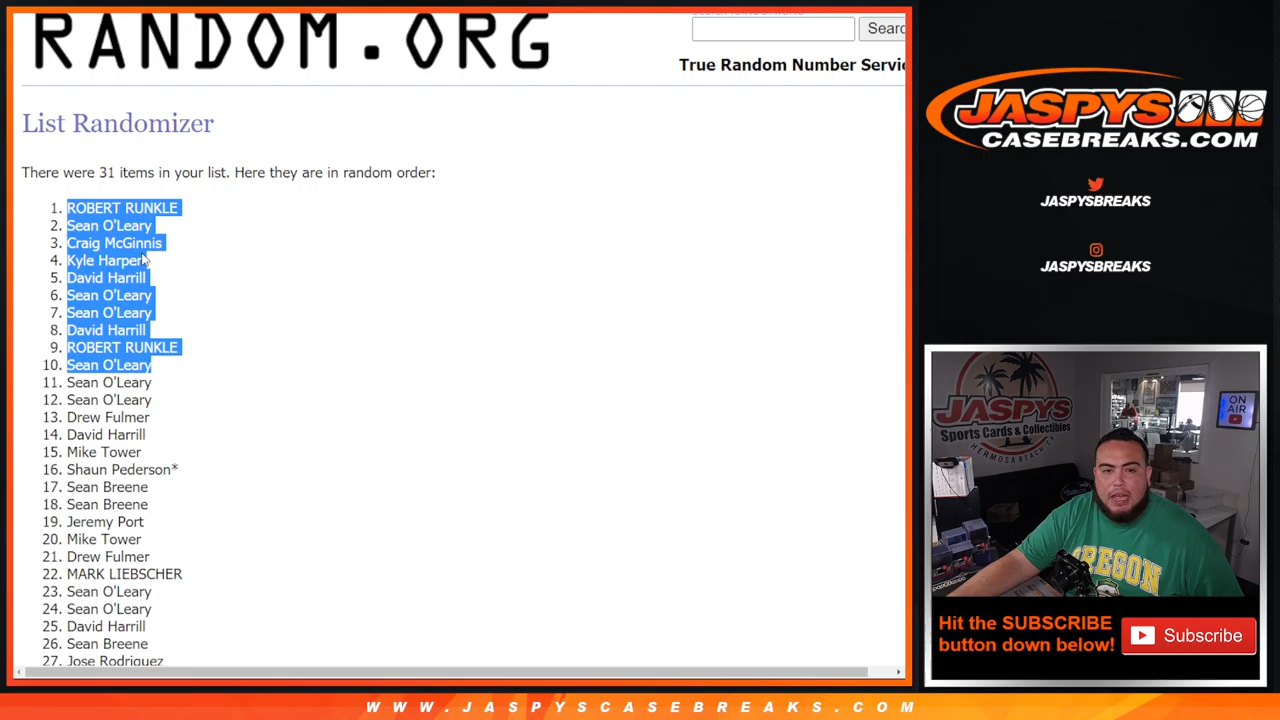 RANDOM.ORG
Searc
True Random Number Servic
List Randomizer
There were 31 items in your list. Here they are in random order:
1. ROBERT RUNKLE
2. Sean O'Leary
3. Craig McGinnis
4. Kyle Harper
5. David Harrill
6. Sean O'Leary
7. Sean O'Leary
8. David Harrill
9. ROBERT RUNKLE
10. Sean O'Leary
11. Sean O'Leary
12. Sean O'Leary
13. Drew Fulmer
14. David Harrill
15. Mike Tower
16. Shaun Pederson*
17. Sean Breene
18. Sean Breene
19. Jeremy Port
20. Mike Tower
21. Drew Fulmer
22. MARK LIEBSCHER
23. Sean O'Leary
24. Sean O'Leary
25. David Harrill
26. Sean Breene
27. Jose Rodriguez
JASPYS
CASEBREAKS.COM
JASPYSBREAKS
JASPYSBREAKS
JASPYS
Sports Cards & Collectibles
HERMOSA BEACH, CA
ON
AIR
OREGON
Hit the SUBSCRIBE
button down below!
Subscribe
WWW.JASPYSCASEBREAKS.COM